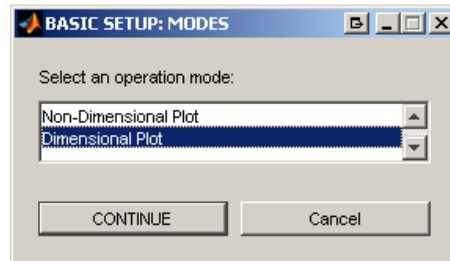 BASIC SETUP: MODES
Select an operation mode:
Non-Dimensional Plot
Dimensional Plot
CONTINUE
Cancel